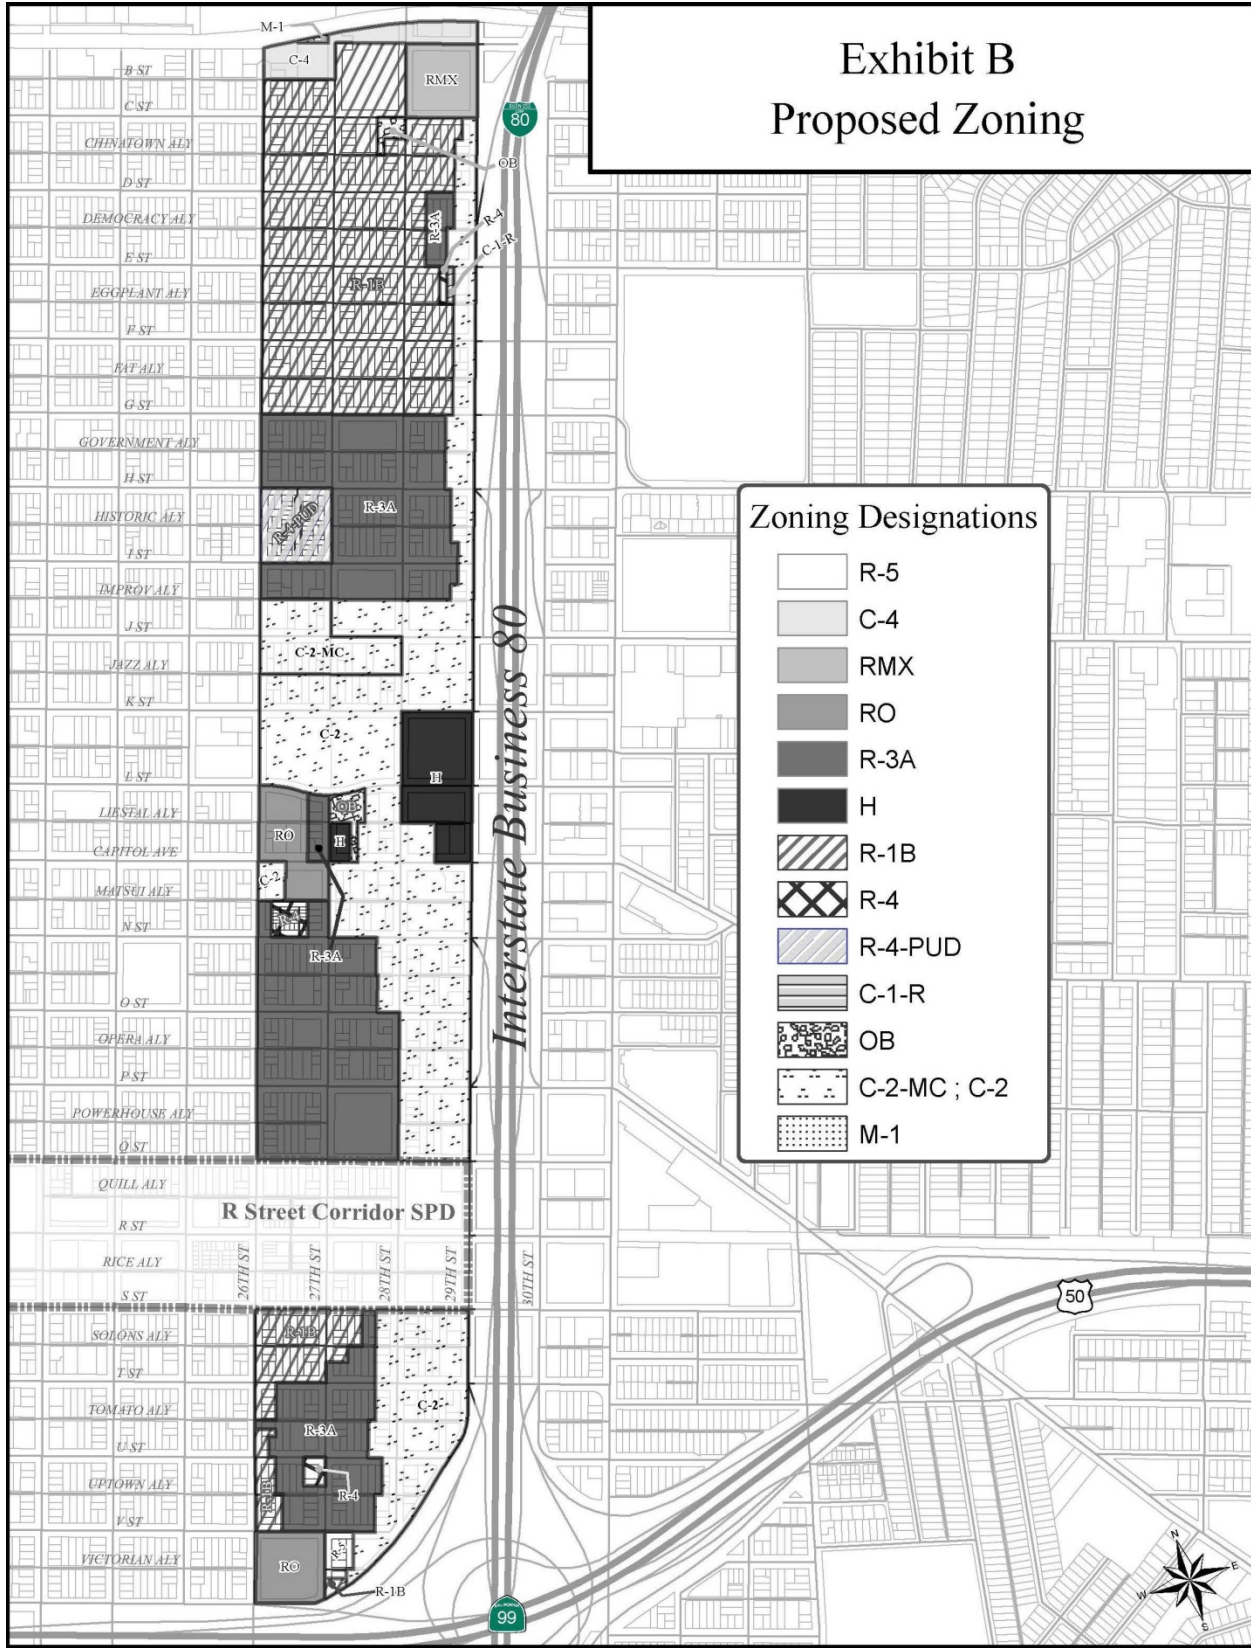 Exhibit B
Proposed Zoning
M-1
C-4
RMX
80
OB
R-4
C-1-R
R-3A
R-1B
B ST
C ST
CHINATOWN ALY
D ST
DEMOCRACY ALY
E ST
EGGPLANT ALY
F ST
FAT ALY
G ST
GOVERNMENT ALY
H ST
HISTORIC ALY
I ST
IMPROV ALY
J ST
JAZZ ALY
K ST
L ST
LIESTAL ALY
CAPITOL AVE
MATSUI ALY
N ST
O ST
OPERA ALY
P ST
POWERHOUSE ALY
Q ST
QUILL ALY
R ST
RICE ALY
S ST
SOLONS ALY
T ST
TOMATO ALY
U ST
UPTOWN ALY
V ST
VICTORIAN ALY
R-4-PUD
R-3A
C-2-MC
C-2
H
OB
RO
H
C-2
R-4
R-3A
Interstate Business 80
R Street Corridor SPD
26TH ST
27TH ST
28TH ST
29TH ST
30TH ST
R-1B
C-2
R-3A
R-1B
R-4
RO
R-5
R-1B
Zoning Designations
R-5
C-4
RMX
RO
R-3A
H
R-1B
R-4
R-4-PUD
C-1-R
OB
C-2-MC ; C-2
M-1
50
CALIFORNIA
99
N
E
S
W